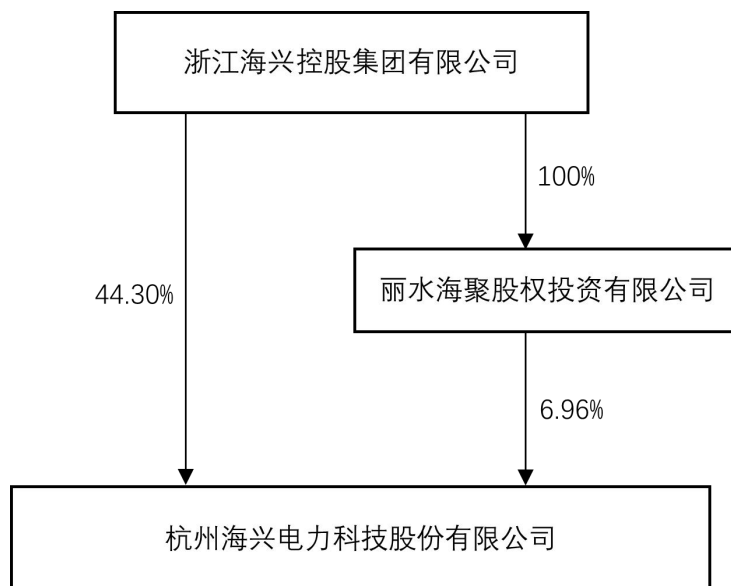 浙江海兴控股集团有限公司
100%
丽水海聚股权投资有限公司
44.30%
6.96%
杭州海兴电力科技股份有限公司